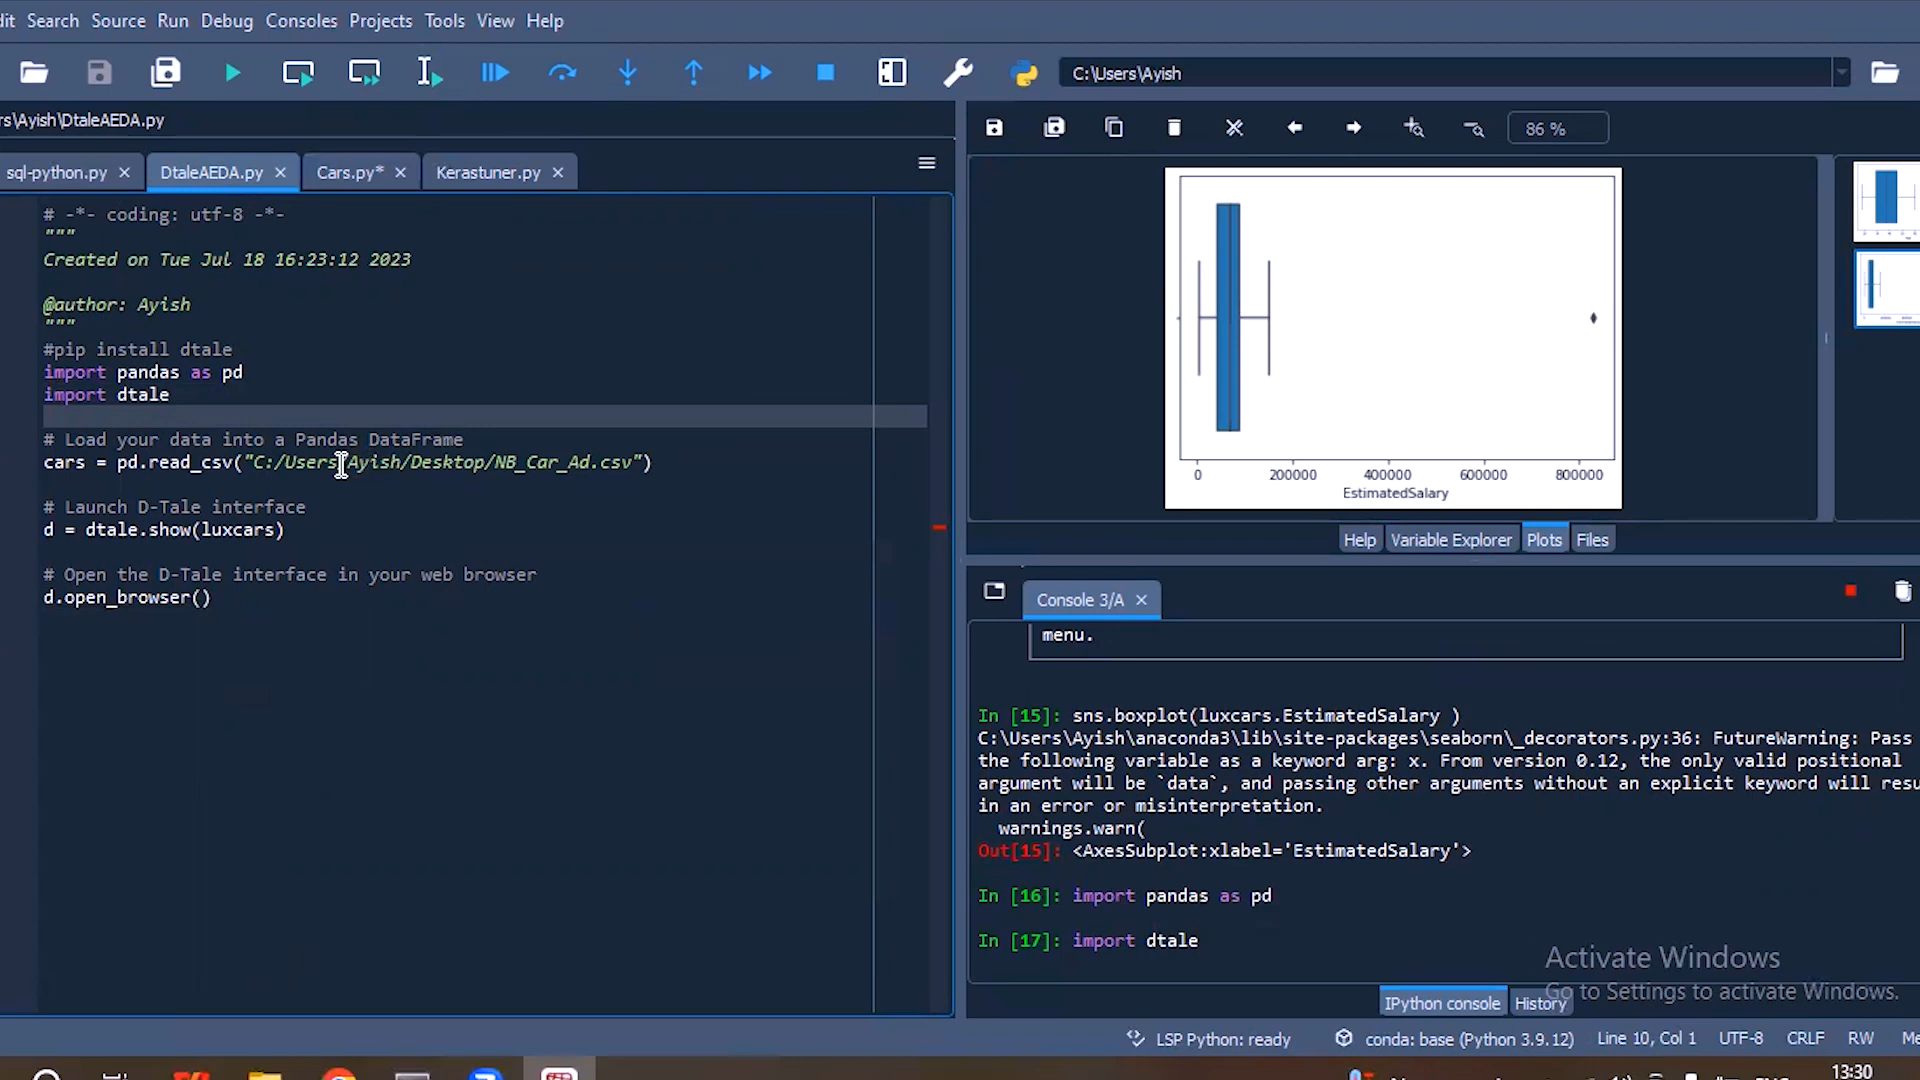 dit Search Source Run Debug Consoles Projects Tools View Help
C:\Users\Ayish
rs\Ayish\DtaleAEDA.py
sql-python.py DtaleAEDA.py Cars.py* Kerastuner.py
86 %
# -*- coding: utf-8 -*-
"""
Created on Tue Jul 18 16:23:12 2023
@author: Ayish
"""
#pip install dtale
import pandas as pd
import dtale
# Load your data into a Pandas DataFrame
cars = pd.read_csv("C:/Users/Ayish/Desktop/NB_Car_Ad.csv")
# Launch D-Tale interface
d = dtale.show(luxcars)
# Open the D-Tale interface in your web browser
d.open_browser()
0 200000 400000 600000 800000
EstimatedSalary
Help Variable Explorer Plots Files
Console 3/A
menu.
In [15]: sns.boxplot(luxcars.EstimatedSalary )
C:\Users\Ayish\anaconda3\lib\site-packages\seaborn\_decorators.py:36: FutureWarning: Pass
the following variable as a keyword arg: x. From version 0.12, the only valid positional
argument will be `data`, and passing other arguments without an explicit keyword will resu
in an error or misinterpretation.
warnings.warn(
Out[15]: <AxesSubplot:xlabel='EstimatedSalary'>
In [16]: import pandas as pd
In [17]: import dtale
Activate Windows
Go to Settings to activate Windows.
IPython console History
LSP Python: ready conda: base (Python 3.9.12) Line 10, Col 1 UTF-8 CRLF RW Me
13:30